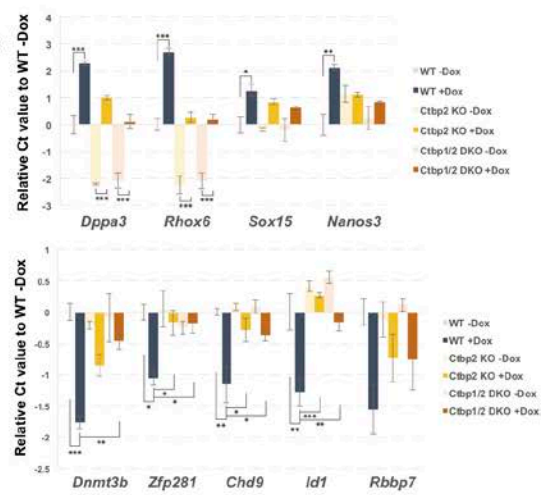 Relative Ct value to WT -Dox
4
3
2
1
0
-1
-2
-3
***
***
*
**
***
***
***
***
Dppa3
Rhox6
Sox15
Nanos3
WT -Dox
WT +Dox
Ctbp2 KO -Dox
Ctbp2 KO +Dox
Ctbp1/2 DKO -Dox
Ctbp1/2 DKO +Dox
Relative Ct value to WT -Dox
1
0.5
0
-0.5
-1
-1.5
-2
-2.5
***
**
*
*
*
**
*
*
**
***
**
Dnmt3b
Zfp281
Chd9
Id1
Rbbp7
WT -Dox
WT +Dox
Ctbp2 KO -Dox
Ctbp2 KO +Dox
Ctbp1/2 DKO -Dox
Ctbp1/2 DKO +Dox